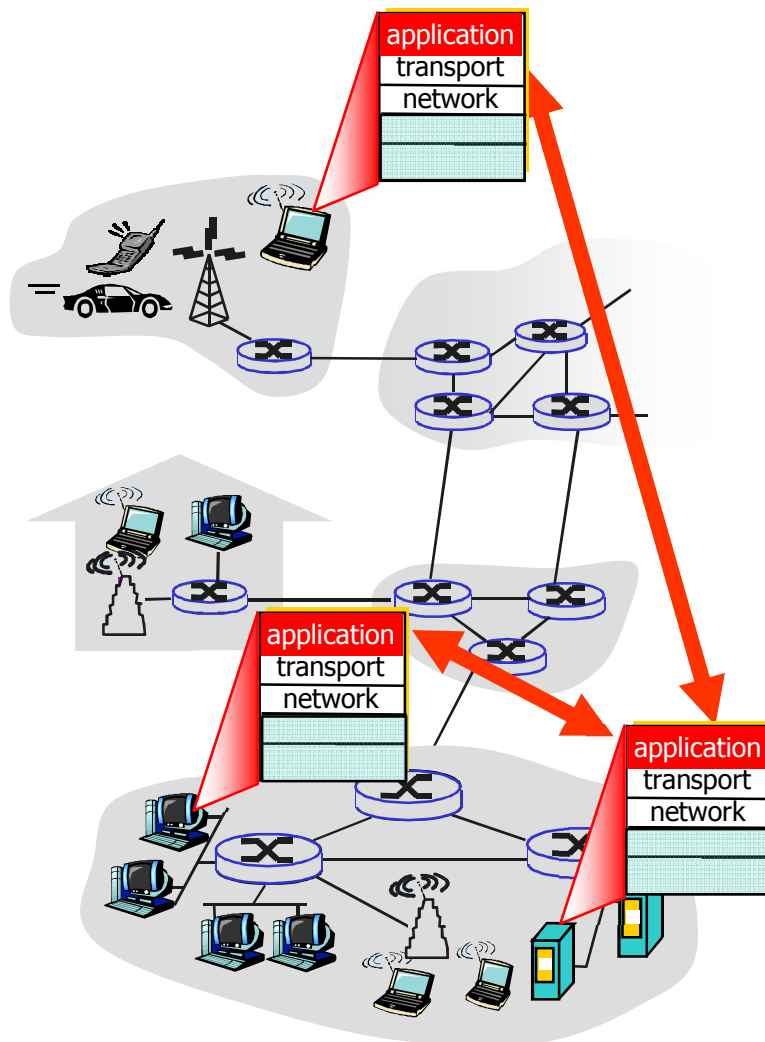 application
transport
network
application
transport
network
application
transport
network